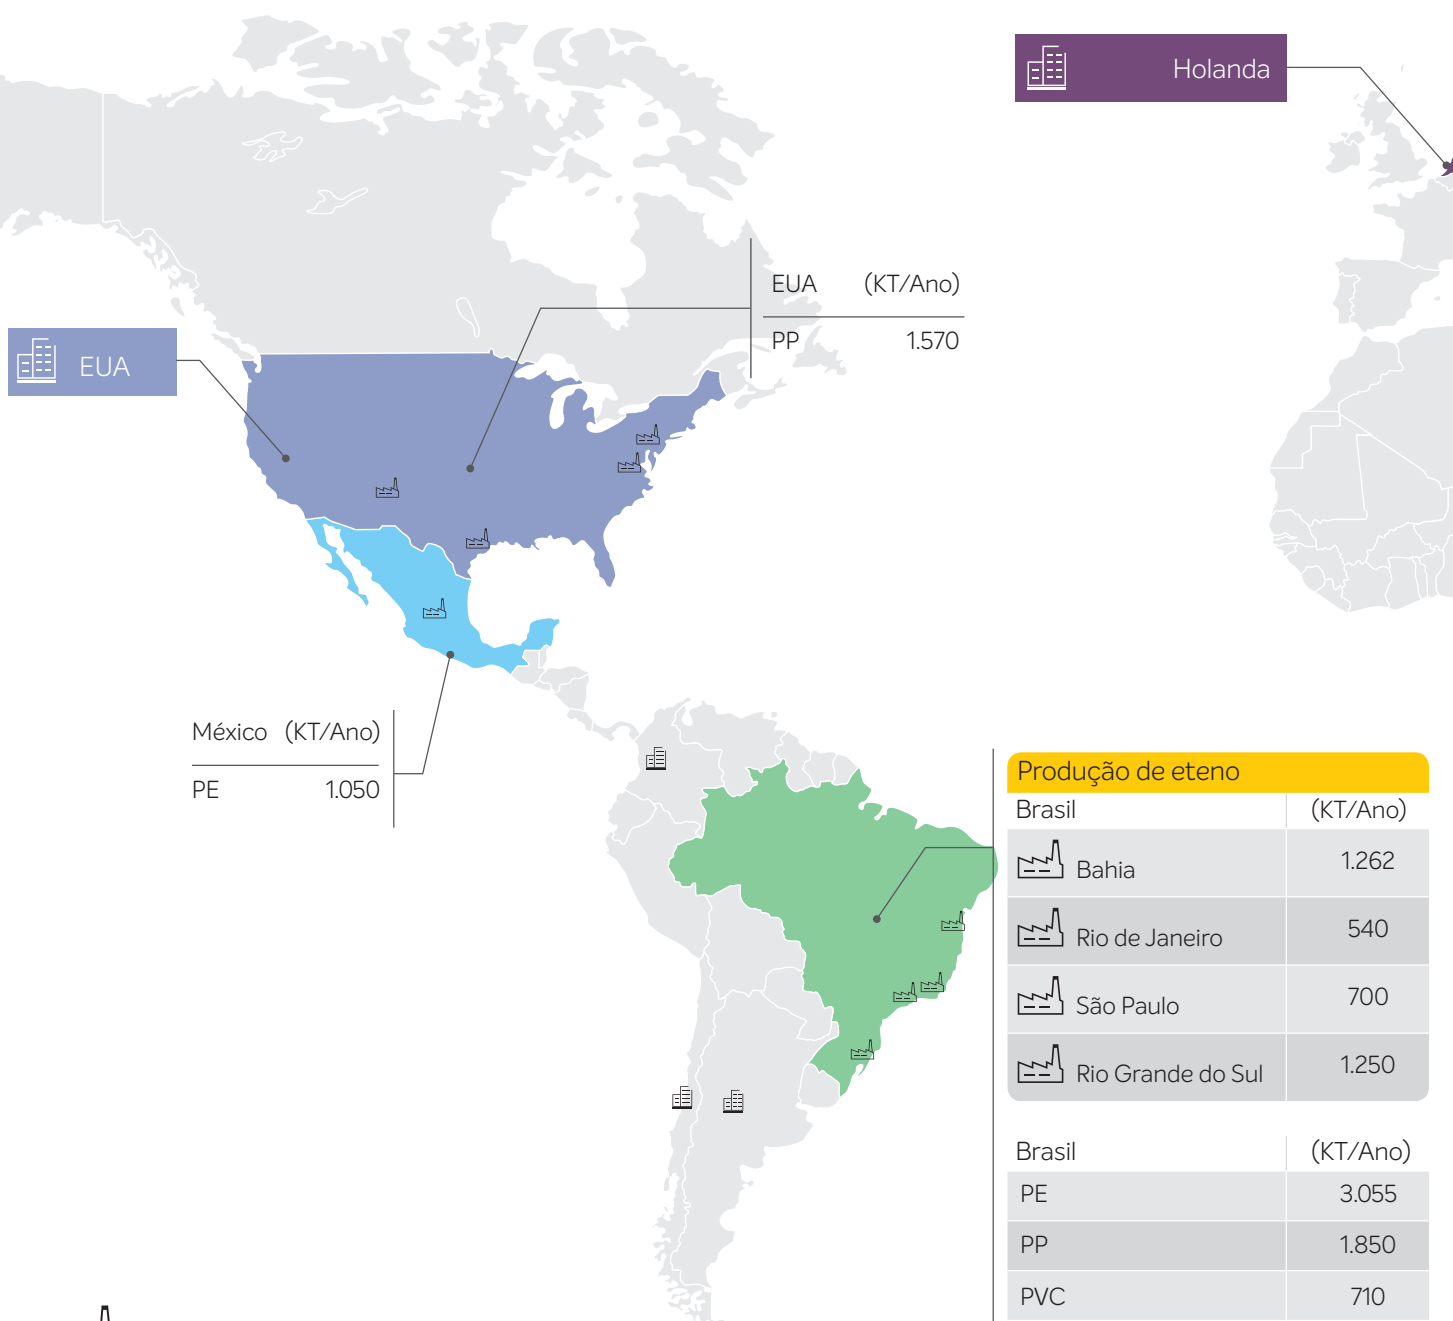 Holanda
EUA (KT/Ano)
PP 1.570
EUA
México (KT/Ano)
PE 1.050
Produção de eteno
Brasil (KT/Ano)
Bahia 1.262
Rio de Janeiro 540
São Paulo 700
Rio Grande do Sul 1.250
Brasil (KT/Ano)
PE 3.055
PP 1.850
PVC 710